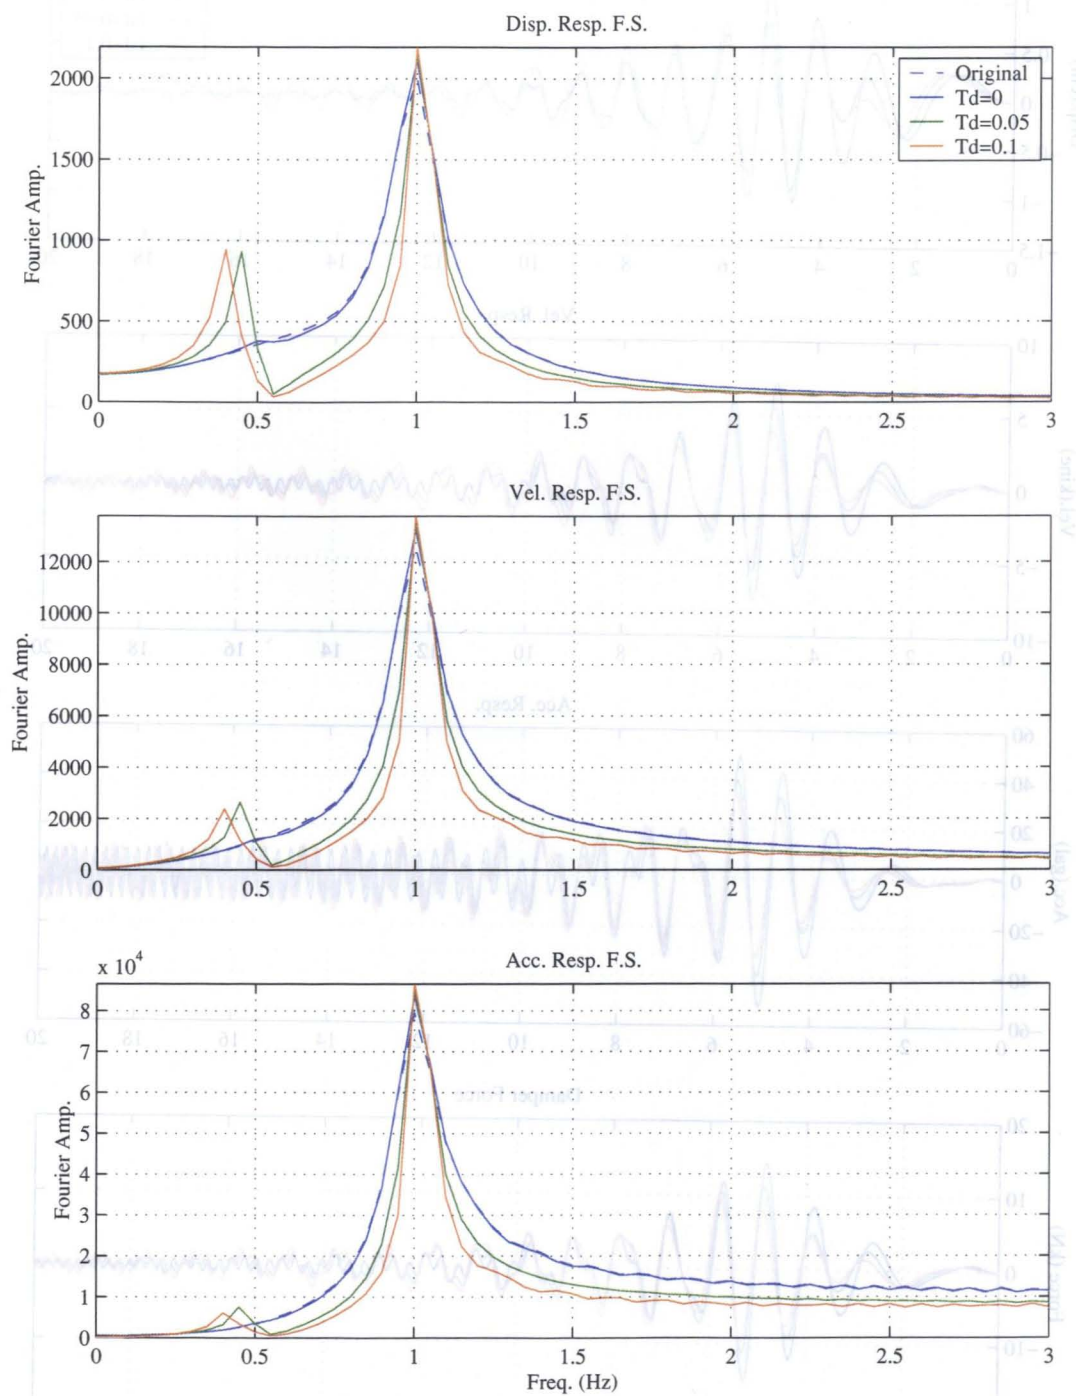 Disp. Resp. F.S.
Fourier Amp.
2000
1500
1000
500
0
Original
Td=0
Td=0.05
Td=0.1
0 0.5 1 1.5 2 2.5 3
Vel. Resp. F.S.
Fourier Amp.
12000
10000
8000
6000
4000
2000
0
0 0.5 1 1.5 2 2.5 3
Acc. Resp. F.S.
x 10^4
Fourier Amp.
8
7
6
5
4
3
2
1
0
0 0.5 1 1.5 2 2.5 3
Freq. (Hz)